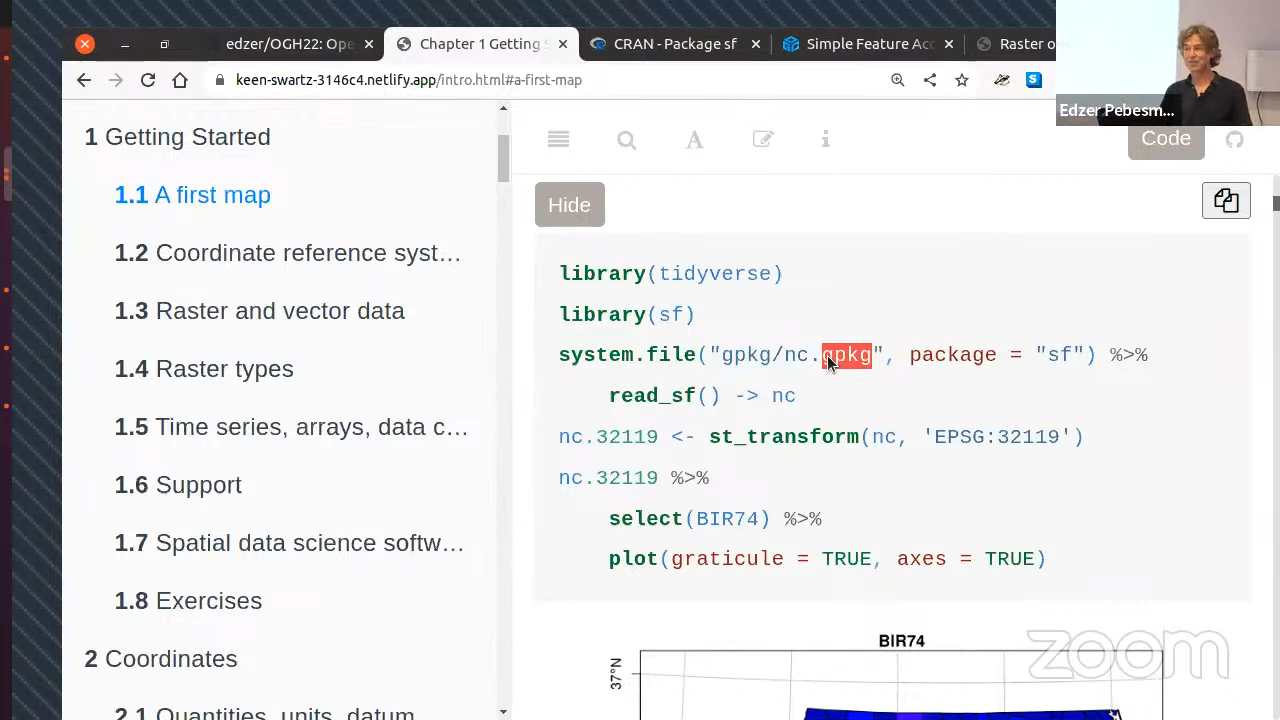 edzer/OGH22: Ope
Chapter 1 Getting S
CRAN - Package sf
Simple Feature Acc
Raster o
keen-swartz-3146c4.netlify.app/intro.html#a-first-map
Edzer Pebesm...
1 Getting Started
1.1 A first map
1.2 Coordinate reference syst…
1.3 Raster and vector data
1.4 Raster types
1.5 Time series, arrays, data c…
1.6 Support
1.7 Spatial data science softw…
1.8 Exercises
2 Coordinates
2.1 Quantities, units, datum
Code
Hide
library(tidyverse)
library(sf)
system.file("gpkg/nc.gpkg", package = "sf") %>%
read_sf() -> nc
nc.32119 <- st_transform(nc, 'EPSG:32119')
nc.32119 %>%
select(BIR74) %>%
plot(graticule = TRUE, axes = TRUE)
BIR74
37°N
zoom